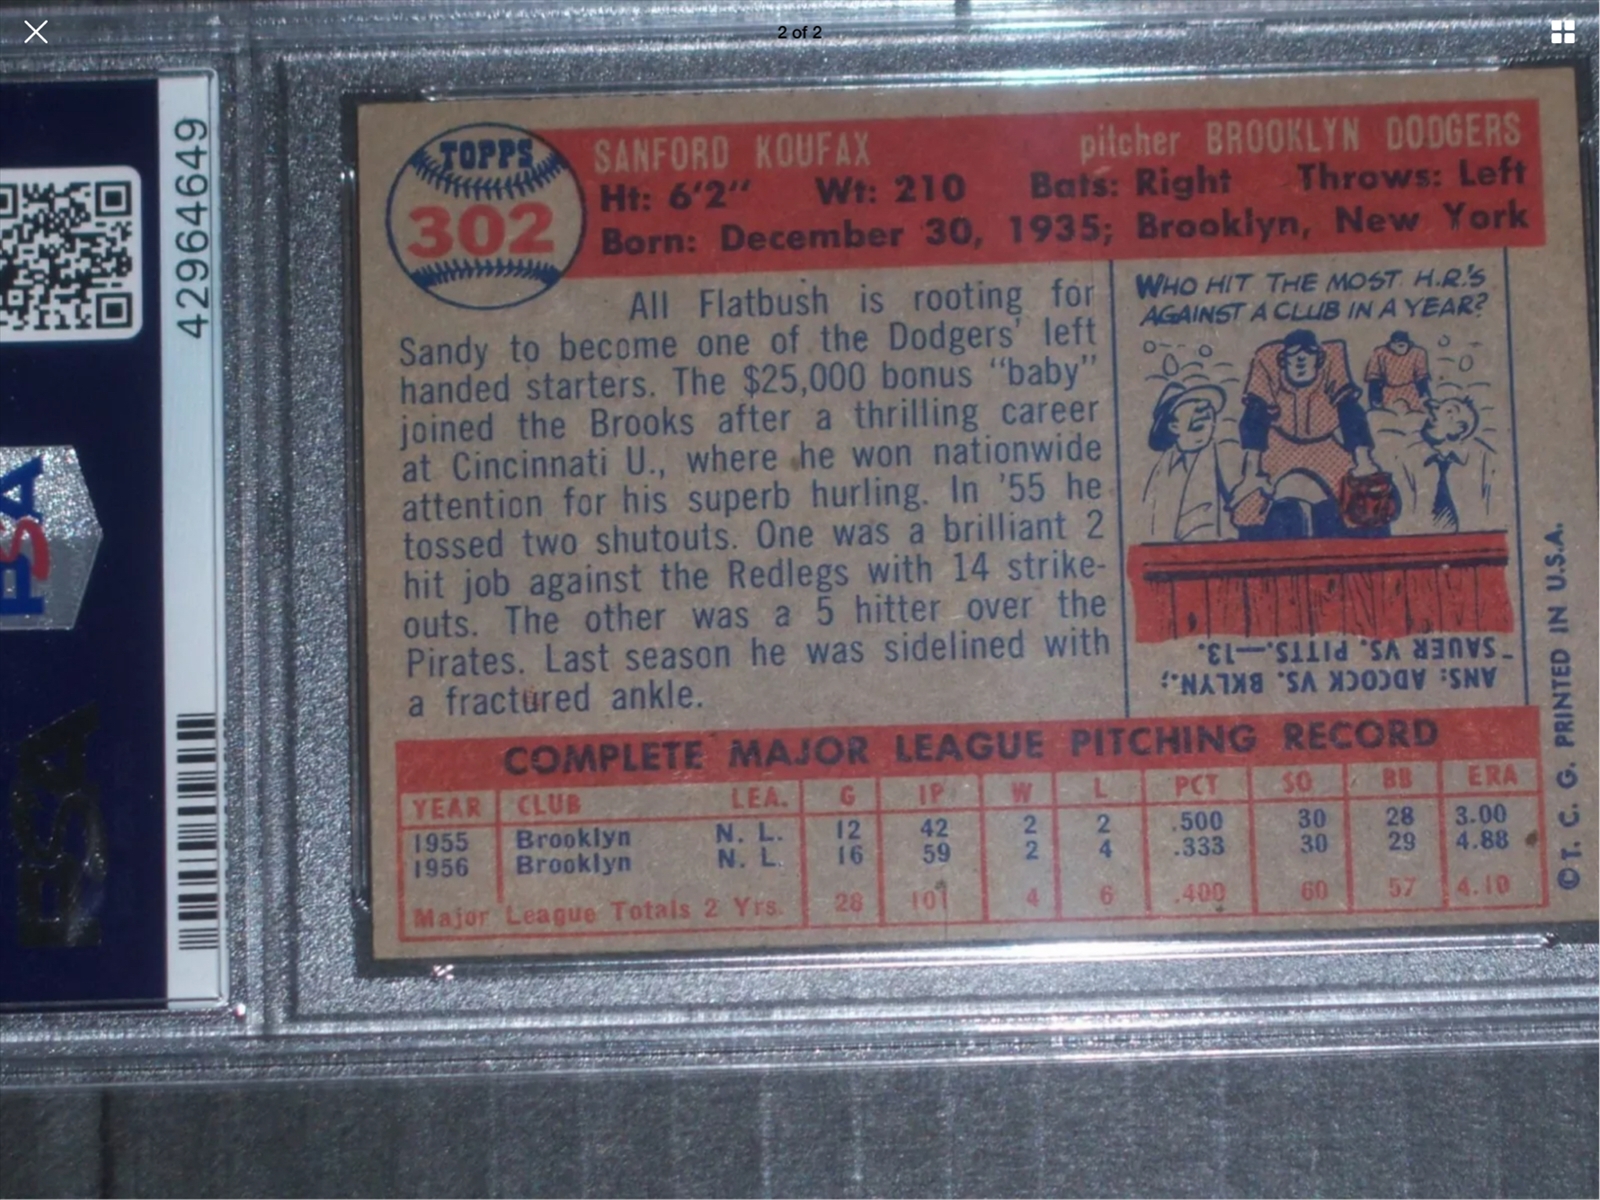 2 of 2
42964649
PSA
PSA
TOPPS
302
SANFORD KOUFAX pitcher BROOKLYN DODGERS
Ht: 6'2" Wt: 210 Bats: Right Throws: Left
Born: December 30, 1935; Brooklyn, New York
All Flatbush is rooting for
Sandy to become one of the Dodgers' left
handed starters. The $25,000 bonus "baby"
joined the Brooks after a thrilling career
at Cincinnati U., where he won nationwide
attention for his superb hurling. In '55 he
tossed two shutouts. One was a brilliant 2
hit job against the Redlegs with 14 strike-
outs. The other was a 5 hitter over the
Pirates. Last season he was sidelined with
a fractured ankle.
WHO HIT THE MOST H.R.'S
AGAINST A CLUB IN A YEAR?
ANS: ADCOCK VS. BKLYN.;
SAUER VS. PITTS.—13.
COMPLETE MAJOR LEAGUE PITCHING RECORD
YEAR CLUB LEA. G IP W L PCT SO BB ERA
1955 Brooklyn N. L. 12 42 2 2 .500 30 28 3.00
1956 Brooklyn N. L. 16 59 2 4 .333 30 29 4.88
Major League Totals 2 Yrs. 28 101 4 6 .400 60 57 4.10
© T. C. G. PRINTED IN U.S.A.